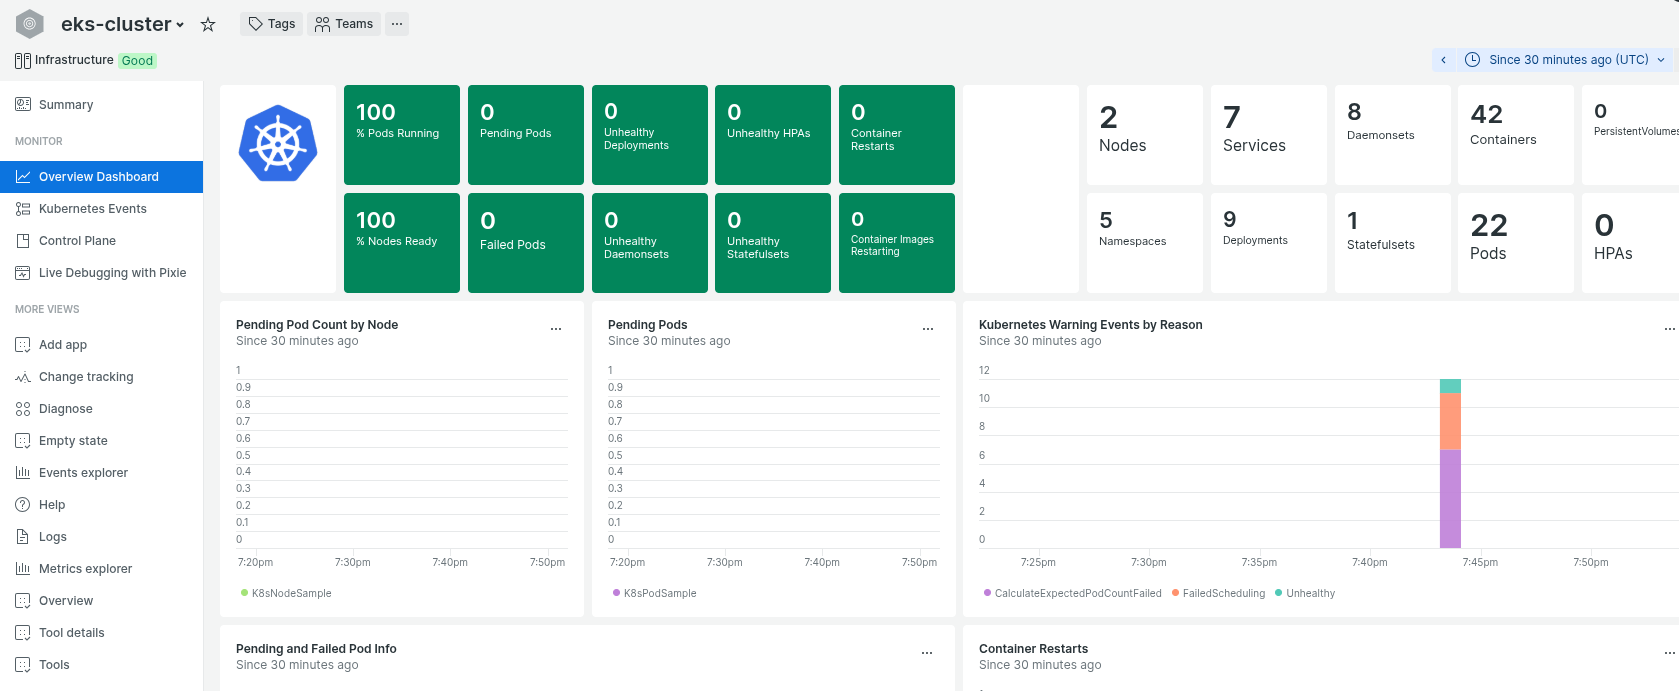 eks-cluster
Tags
Teams
...
Infrastructure Good
Since 30 minutes ago (UTC)
Summary
MONITOR
Overview Dashboard
Kubernetes Events
Control Plane
Live Debugging with Pixie
MORE VIEWS
Add app
Change tracking
Diagnose
Empty state
Events explorer
Help
Logs
Metrics explorer
Overview
Tool details
Tools
100
% Pods Running
0
Pending Pods
0
Unhealthy
Deployments
0
Unhealthy HPAs
0
Container
Restarts
2
Nodes
7
Services
8
Daemonsets
42
Containers
0
PersistentVolumes
100
% Nodes Ready
0
Failed Pods
0
Unhealthy
Daemonsets
0
Unhealthy
Statefulsets
0
Container Images
Restarting
5
Namespaces
9
Deployments
1
Statefulsets
22
Pods
0
HPAs
Pending Pod Count by Node
...
Since 30 minutes ago
1
0.9
0.8
0.7
0.6
0.5
0.4
0.3
0.2
0.1
0
7:20pm 7:30pm 7:40pm 7:50pm
K8sNodeSample
Pending Pods
...
Since 30 minutes ago
1
0.9
0.8
0.7
0.6
0.5
0.4
0.3
0.2
0.1
0
7:20pm 7:30pm 7:40pm 7:50pm
K8sPodSample
Kubernetes Warning Events by Reason
...
Since 30 minutes ago
12
10
8
6
4
2
0
7:25pm 7:30pm 7:35pm 7:40pm 7:45pm 7:50pm
CalculateExpectedPodCountFailed FailedScheduling Unhealthy
Pending and Failed Pod Info
...
Since 30 minutes ago
Container Restarts
...
Since 30 minutes ago